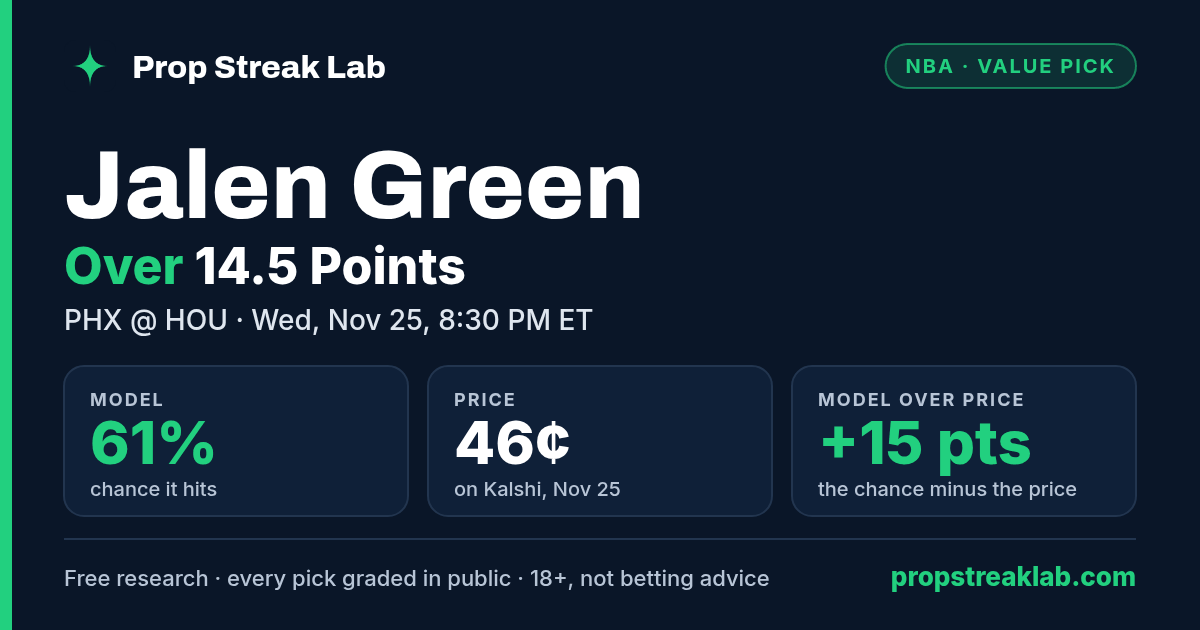 Prop Streak Lab
NBA · VALUE PICK
Jalen Green
Over 14.5 Points
PHX @ HOU · Wed, Nov 25, 8:30 PM ET
MODEL
61%
chance it hits
PRICE
46¢
on Kalshi, Nov 25
MODEL OVER PRICE
+15 pts
the chance minus the price
Free research · every pick graded in public · 18+, not betting advice
propstreaklab.com